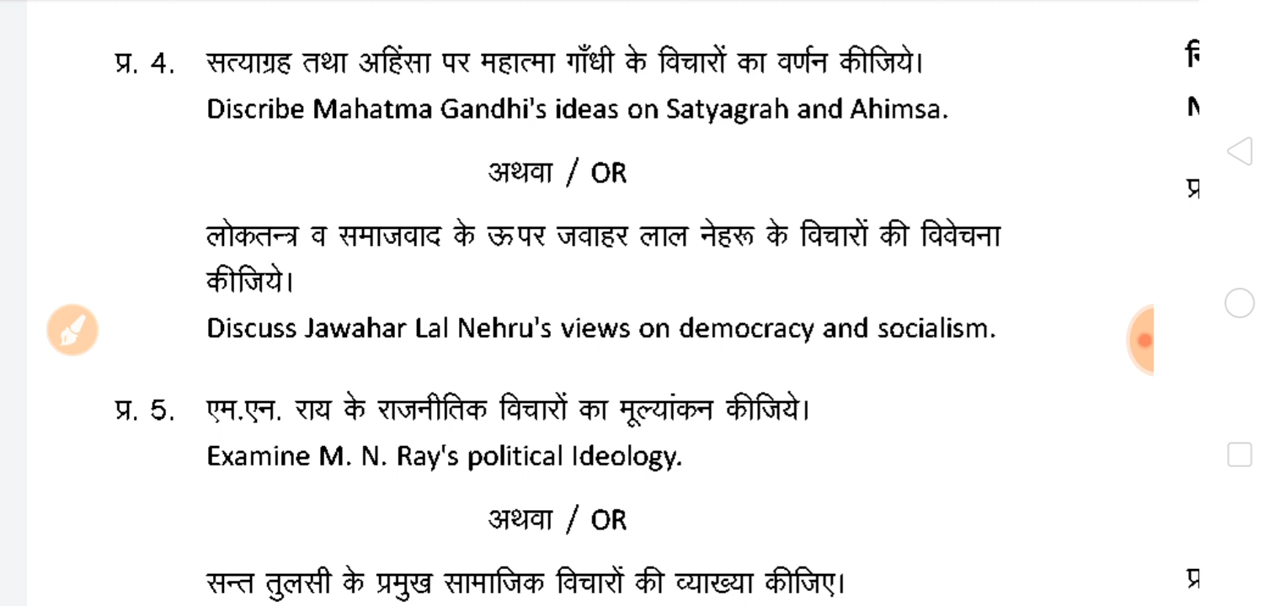 प्र. 4. सत्याग्रह तथा अहिंसा पर महात्मा गाँधी के विचारों का वर्णन कीजिये।
Discribe Mahatma Gandhi's ideas on Satyagrah and Ahimsa.
अथवा / OR
लोकतन्त्र व समाजवाद के ऊपर जवाहर लाल नेहरू के विचारों की विवेचना
कीजिये।
Discuss Jawahar Lal Nehru's views on democracy and socialism.
प्र. 5. एम.एन. राय के राजनीतिक विचारों का मूल्यांकन कीजिये।
Examine M. N. Ray's political Ideology.
अथवा / OR
सन्त तुलसी के प्रमुख सामाजिक विचारों की व्याख्या कीजिए।